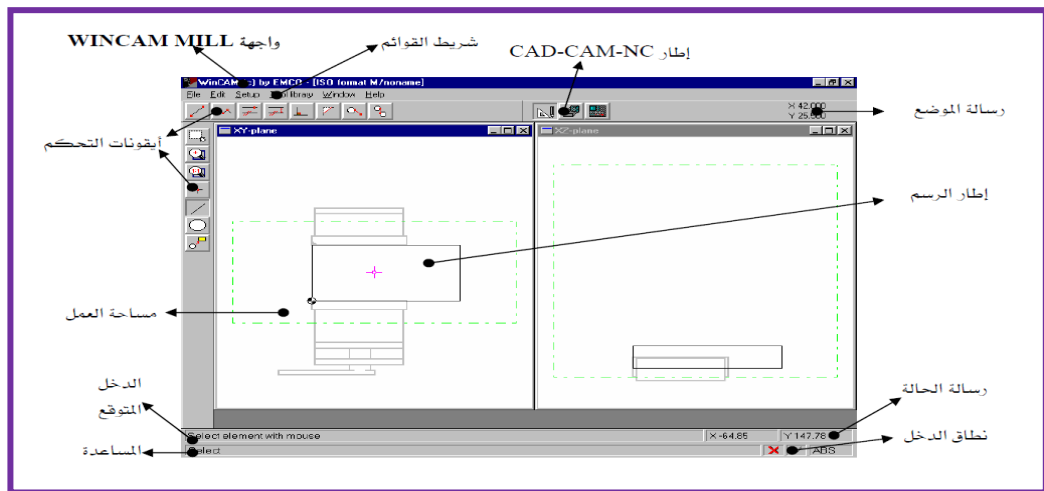 واجهة WINCAM MILL
شريط القوائم
إطار CAD-CAM-NC
WinCAM by EMCO - [ISO format M/noname]
File Edit Setup library Window Help
X 42.000
Y 25.000
رسالة الموضع
أيقونات التحكم
XY-plane
XZ-plane
إطار الرسم
مساحة العمل
الدخل
المتوقع
رسالة الحالة
Select element with mouse
X -64.85
Y 147.78
نطاق الدخل
المساعدة
Select
ABS